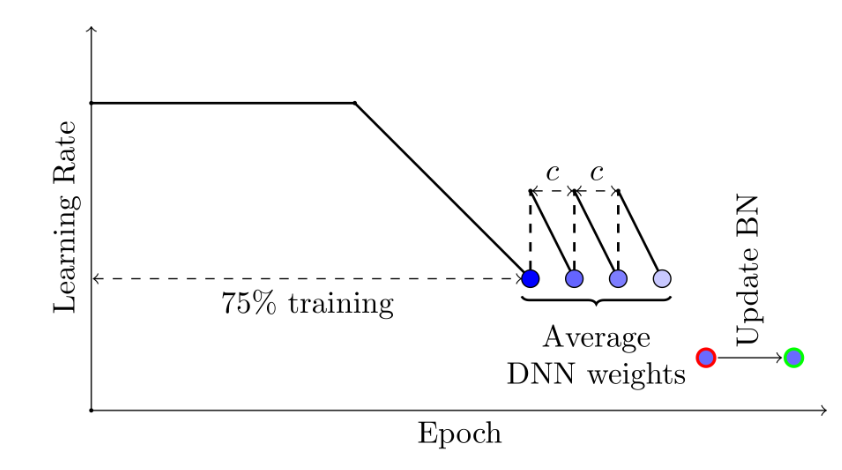 Learning Rate
c c
75% training
Average
DNN weights
Update BN
Epoch